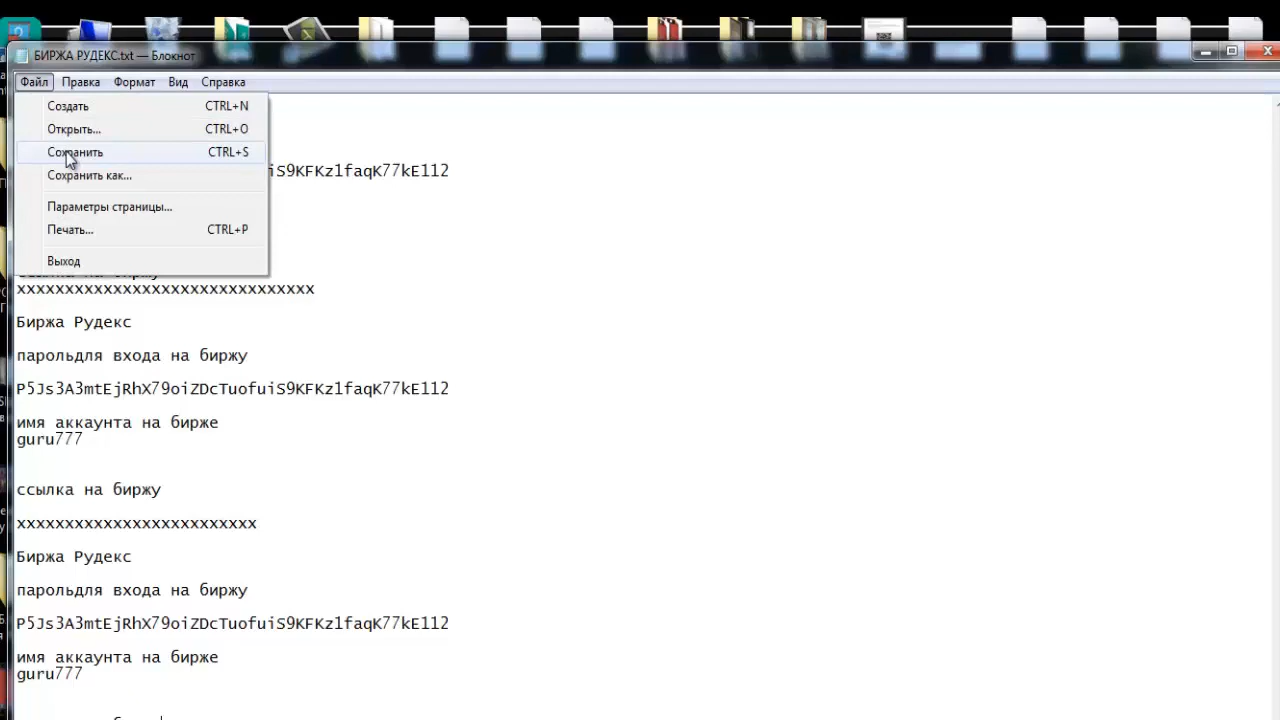 БИРЖА РУДЕКС.txt — Блокнот
Файл Правка Формат Вид Справка
Создать CTRL+N
Открыть... CTRL+O
Сохранить CTRL+S
iS9KFKz1faqK77kE112
Сохранить как...
Параметры страницы...
Печать... CTRL+P
Выход
xxxxxxxxxxxxxxxxxxxxxxxxxxxxxxx
Биржа Рудекс
парольдля входа на биржу
P5Js3A3mtEjRhX79oiZDcTuofuiS9KFKz1faqK77kE112
имя аккаунта на бирже
guru777
ссылка на биржу
xxxxxxxxxxxxxxxxxxxxxxxxx
Биржа Рудекс
парольдля входа на биржу
P5Js3A3mtEjRhX79oiZDcTuofuiS9KFKz1faqK77kE112
имя аккаунта на бирже
guru777